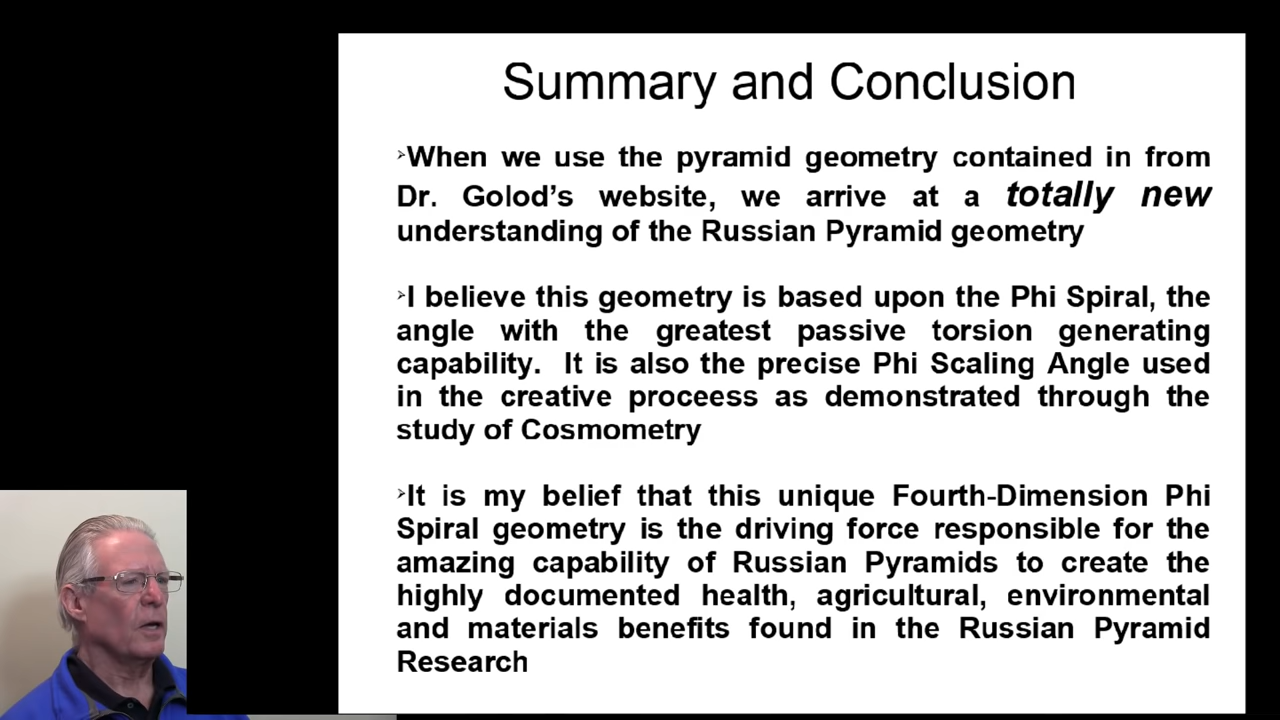 Summary and Conclusion
➢When we use the pyramid geometry contained in from
Dr. Golod’s website, we arrive at a totally new
understanding of the Russian Pyramid geometry
➢I believe this geometry is based upon the Phi Spiral, the
angle with the greatest passive torsion generating
capability. It is also the precise Phi Scaling Angle used
in the creative proceess as demonstrated through the
study of Cosmometry
➢It is my belief that this unique Fourth-Dimension Phi
Spiral geometry is the driving force responsible for the
amazing capability of Russian Pyramids to create the
highly documented health, agricultural, environmental
and materials benefits found in the Russian Pyramid
Research